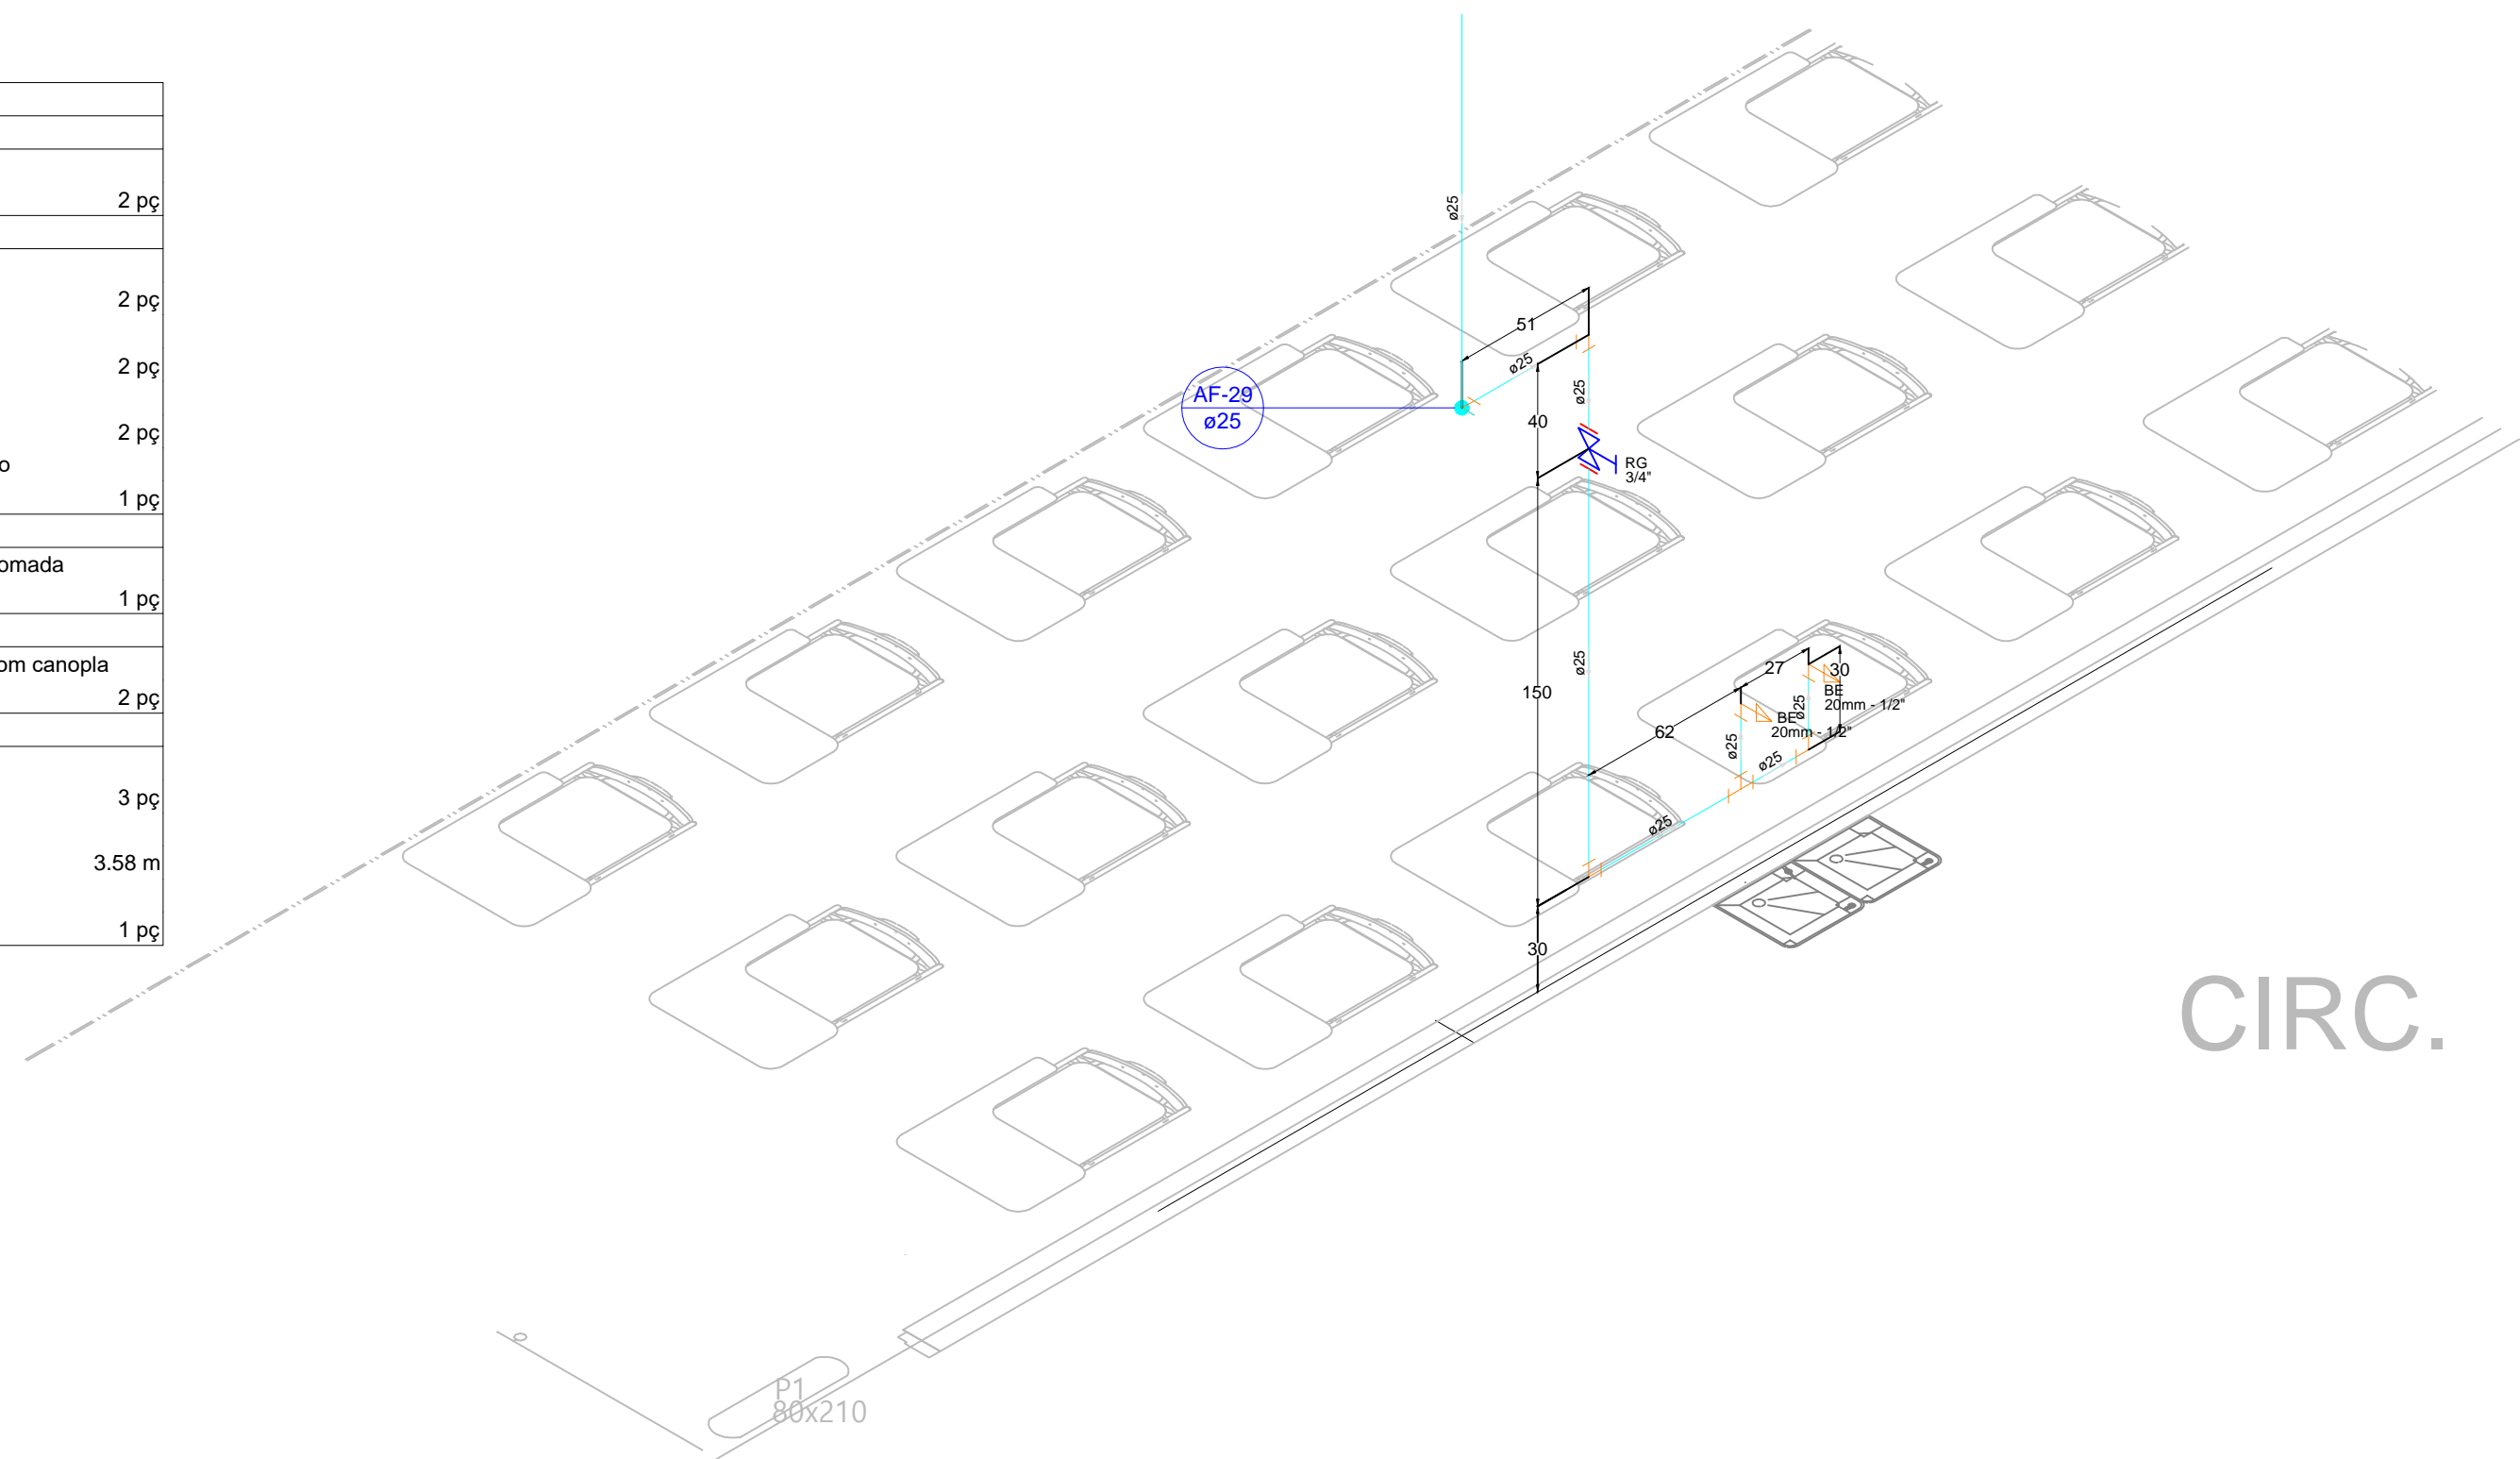 2 pç
2 pç
2 pç
2 pç
o
1 pç
omada
1 pç
om canopla
2 pç
3 pç
3.58 m
1 pç
ø25
51
ø25
AF-29
ø25
ø25
40
RG
3/4"
150
ø25
27
30
BE
20mm - 1/2"
ø25
BE
20mm - 1/2"
62
ø25
ø25
ø25
30
CIRC.
P1
80x210